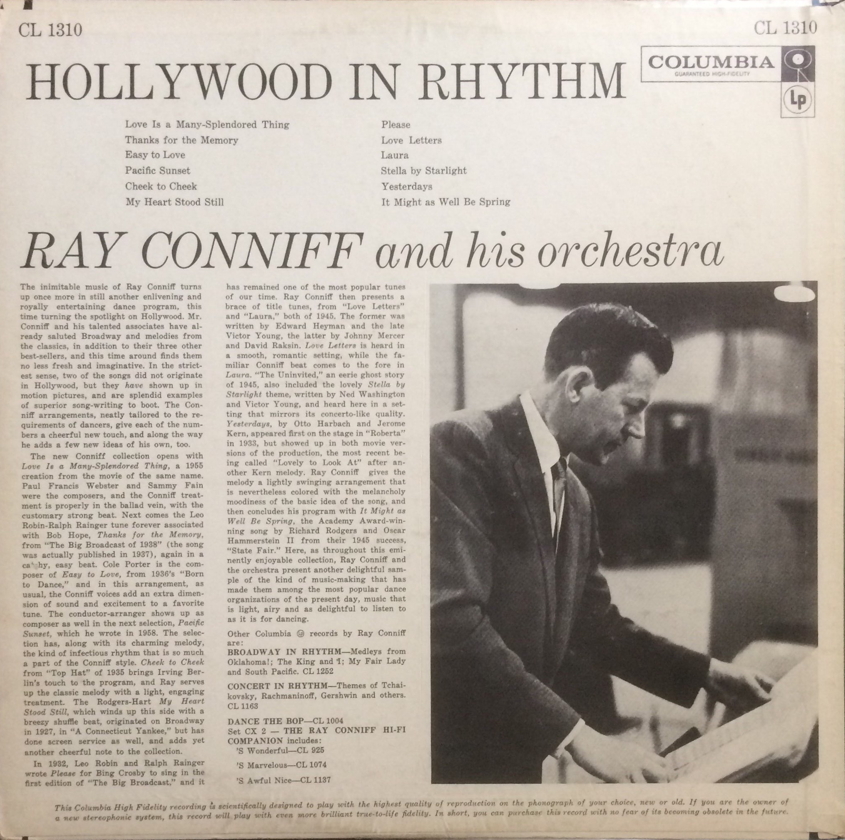 CL 1310
CL 1310
HOLLYWOOD IN RHYTHM
COLUMBIA
GUARANTEED HIGH-FIDELITY
Lp
Love Is a Many-Splendored Thing
Thanks for the Memory
Easy to Love
Pacific Sunset
Cheek to Cheek
My Heart Stood Still
Please
Love Letters
Laura
Stella by Starlight
Yesterdays
It Might as Well Be Spring
RAY CONNIFF and his orchestra
The inimitable music of Ray Conniff turns
up once more in still another enlivening and
royally entertaining dance program, this
time turning the spotlight on Hollywood. Mr.
Conniff and his talented associates have al-
ready saluted Broadway and melodies from
the classics, in addition to their three other
best-sellers, and this time around finds them
no less fresh and imaginative. In the strict-
est sense, two of the songs did not originate
in Hollywood, but they have shown up in
motion pictures, and are splendid examples
of superior song-writing to boot. The Con-
niff arrangements, neatly tailored to the re-
quirements of dancers, give each of the num-
bers a cheerful new touch, and along the way
he adds a few new ideas of his own, too.
The new Conniff collection opens with
Love Is a Many-Splendored Thing, a 1955
creation from the movie of the same name.
Paul Francis Webster and Sammy Fain
were the composers, and the Conniff treat-
ment is properly in the ballad vein, with the
customary strong beat. Next comes the Leo
Robin-Ralph Rainger tune forever associated
with Bob Hope, Thanks for the Memory,
from "The Big Broadcast of 1938" (the song
was actually published in 1937), again in a
catchy, easy beat. Cole Porter is the com-
poser of Easy to Love, from 1936's "Born
to Dance," and in this arrangement, as
usual, the Conniff voices add an extra dimen-
sion of sound and excitement to a favorite
tune. The conductor-arranger shows up as
composer as well in the next selection, Pacific
Sunset, which he wrote in 1958. The selec-
tion has, along with its charming melody,
the kind of infectious rhythm that is so much
a part of the Conniff style. Cheek to Cheek
from "Top Hat" of 1935 brings Irving Ber-
lin's touch to the program, and Ray serves
up the classic melody with a light, engaging
treatment. The Rodgers-Hart My Heart
Stood Still, which winds up this side with a
breezy shuffle beat, originated on Broadway
in 1927, in "A Connecticut Yankee," but has
done screen service as well, and adds yet
another cheerful note to the collection.
In 1932, Leo Robin and Ralph Rainger
wrote Please for Bing Crosby to sing in the
first edition of "The Big Broadcast," and it
has remained one of the most popular tunes
of our time. Ray Conniff then presents a
brace of title tunes, from "Love Letters"
and "Laura," both of 1945. The former was
written by Edward Heyman and the late
Victor Young, the latter by Johnny Mercer
and David Raksin. Love Letters is heard in
a smooth, romantic setting, while the fa-
miliar Conniff beat comes to the fore in
Laura. "The Uninvited," an eerie ghost story
of 1945, also included the lovely Stella by
Starlight theme, written by Ned Washington
and Victor Young, and heard here in a set-
ting that mirrors its concerto-like quality.
Yesterdays, by Otto Harbach and Jerome
Kern, appeared first on the stage in "Roberta"
in 1933, but showed up in both movie ver-
sions of the production, the most recent be-
ing called "Lovely to Look At" after an-
other Kern melody. Ray Conniff gives the
melody a lightly swinging arrangement that
is nevertheless colored with the melancholy
moodiness of the basic idea of the song, and
then concludes his program with It Might as
Well Be Spring, the Academy Award-win-
ning song by Richard Rodgers and Oscar
Hammerstein II from their 1945 success,
"State Fair." Here, as throughout this emi-
nently enjoyable collection, Ray Conniff and
the orchestra present another delightful sam-
ple of the kind of music-making that has
made them among the most popular dance
organizations of the present day, music that
is light, airy and as delightful to listen to
as it is for dancing.
Other Columbia Lp records by Ray Conniff
are:
BROADWAY IN RHYTHM—Medleys from
Oklahoma!; The King and I; My Fair Lady
and South Pacific. CL 1252
CONCERT IN RHYTHM—Themes of Tchai-
kovsky, Rachmaninoff, Gershwin and others.
CL 1163
DANCE THE BOP—CL 1004
Set CX 2 — THE RAY CONNIFF HI-FI
COMPANION includes:
'S Wonderful—CL 925
'S Marvelous—CL 1074
'S Awful Nice—CL 1137
This Columbia High Fidelity recording is scientifically designed to play with the highest quality of reproduction on the phonograph of your choice, new or old. If you are the owner of
a new stereophonic system, this record will play with even more brilliant true-to-life fidelity. In short, you can purchase this record with no fear of its becoming obsolete in the future.